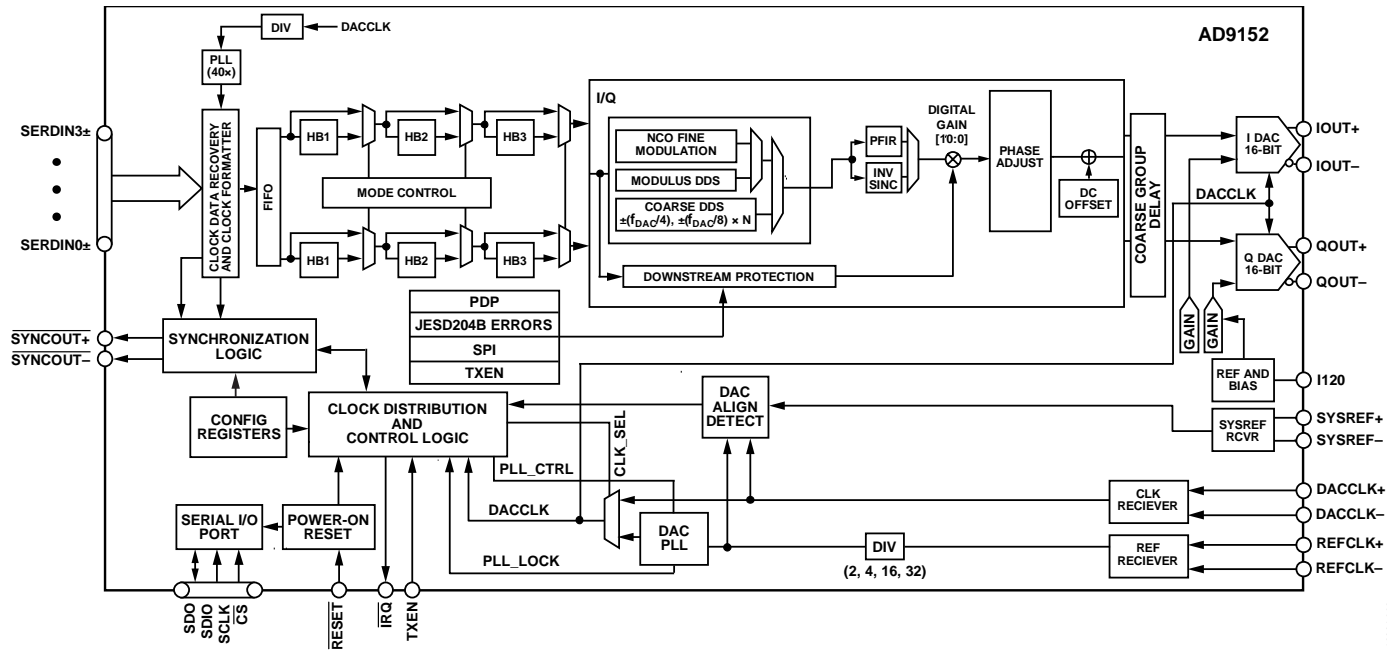 AD9152
DIV
DACCLK
PLL
(40×)
SERDIN3±
SERDIN0±
CLOCK DATA RECOVERY
AND CLOCK FORMATTER
FIFO
HB1
HB2
HB3
MODE CONTROL
HB1
HB2
HB3
I/Q
NCO FINE
MODULATION
MODULUS DDS
COARSE DDS
±(fDAC/4), ±(fDAC/8) × N
PFIR
INV
SINC
DIGITAL
GAIN
[10:0]
PHASE
ADJUST
DC
OFFSET
DOWNSTREAM PROTECTION
COARSE GROUP
DELAY
I DAC
16-BIT
IOUT+
IOUT–
DACCLK
Q DAC
16-BIT
QOUT+
QOUT–
GAIN
GAIN
PDP
JESD204B ERRORS
SPI
TXEN
SYNCOUT+
SYNCOUT–
SYNCHRONIZATION
LOGIC
CONFIG
REGISTERS
CLOCK DISTRIBUTION
AND
CONTROL LOGIC
DAC
ALIGN
DETECT
REF AND
BIAS
I120
SYSREF
RCVR
SYSREF+
SYSREF–
CLK_SEL
PLL_CTRL
DACCLK
PLL_LOCK
DAC
PLL
DIV
(2, 4, 16, 32)
CLK
RECIEVER
DACCLK+
DACCLK–
REF
RECIEVER
REFCLK+
REFCLK–
SERIAL I/O
PORT
POWER-ON
RESET
SDO
SDIO
SCLK
CS
RESET
IRQ
TXEN